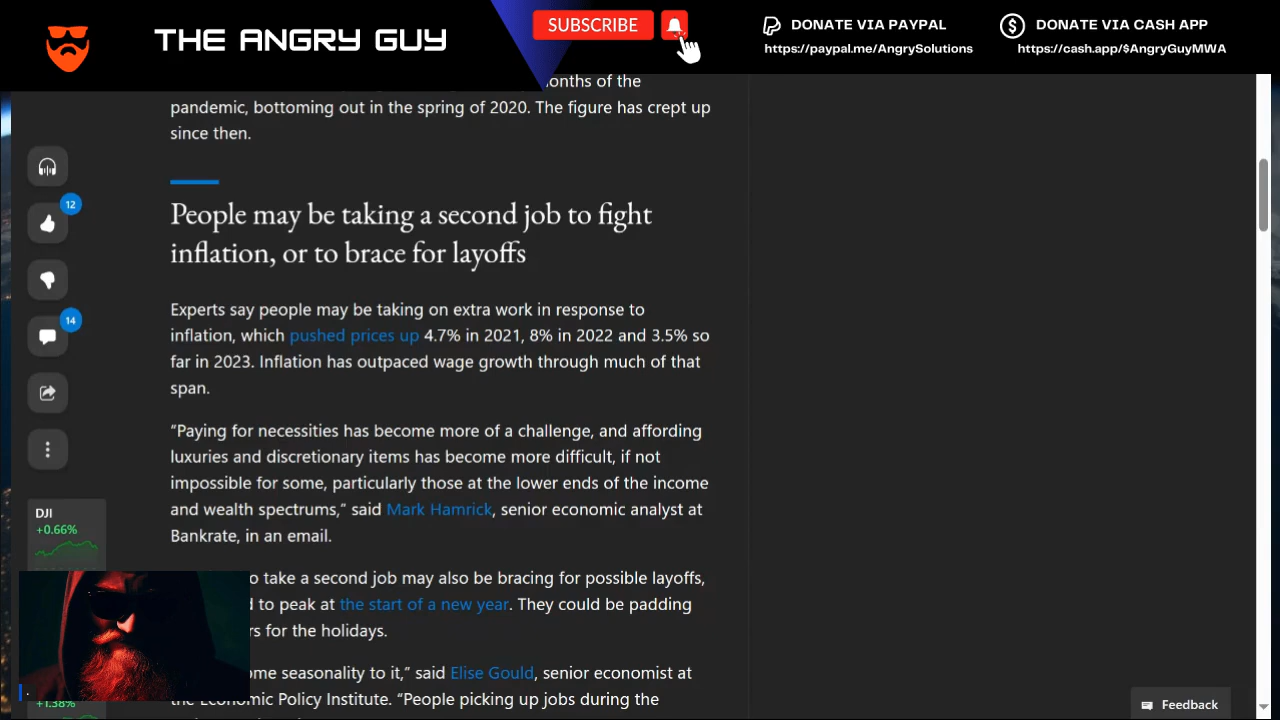 THE ANGRY GUY
SUBSCRIBE
DONATE VIA PAYPAL
https://paypal.me/AngrySolutions
DONATE VIA CASH APP
https://cash.app/$AngryGuyMWA
months of the
pandemic, bottoming out in the spring of 2020. The figure has crept up
since then.
12
People may be taking a second job to fight
inflation, or to brace for layoffs
Experts say people may be taking on extra work in response to
14
inflation, which pushed prices up 4.7% in 2021, 8% in 2022 and 3.5% so
far in 2023. Inflation has outpaced wage growth through much of that
span.
“Paying for necessities has become more of a challenge, and affording
luxuries and discretionary items has become more difficult, if not
impossible for some, particularly those at the lower ends of the income
and wealth spectrums,” said Mark Hamrick, senior economic analyst at
Bankrate, in an email.
DJI
+0.66%
o take a second job may also be bracing for possible layoffs,
d to peak at the start of a new year. They could be padding
rs for the holidays.
ome seasonality to it,” said Elise Gould, senior economist at
the Economic Policy Institute. “People picking up jobs during the
+1.38%
Feedback